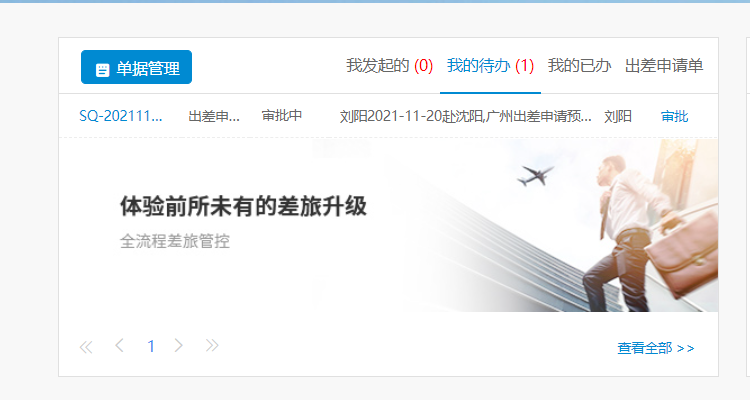 单据管理 我发起的 (0) 我的待办 (1) 我的已办 出差申请单
SQ-202111... 出差申... 审批中 刘阳2021-11-20赴沈阳,广州出差申请预... 刘阳 审批
体验前所未有的差旅升级
全流程差旅管控
1 查看全部 >>